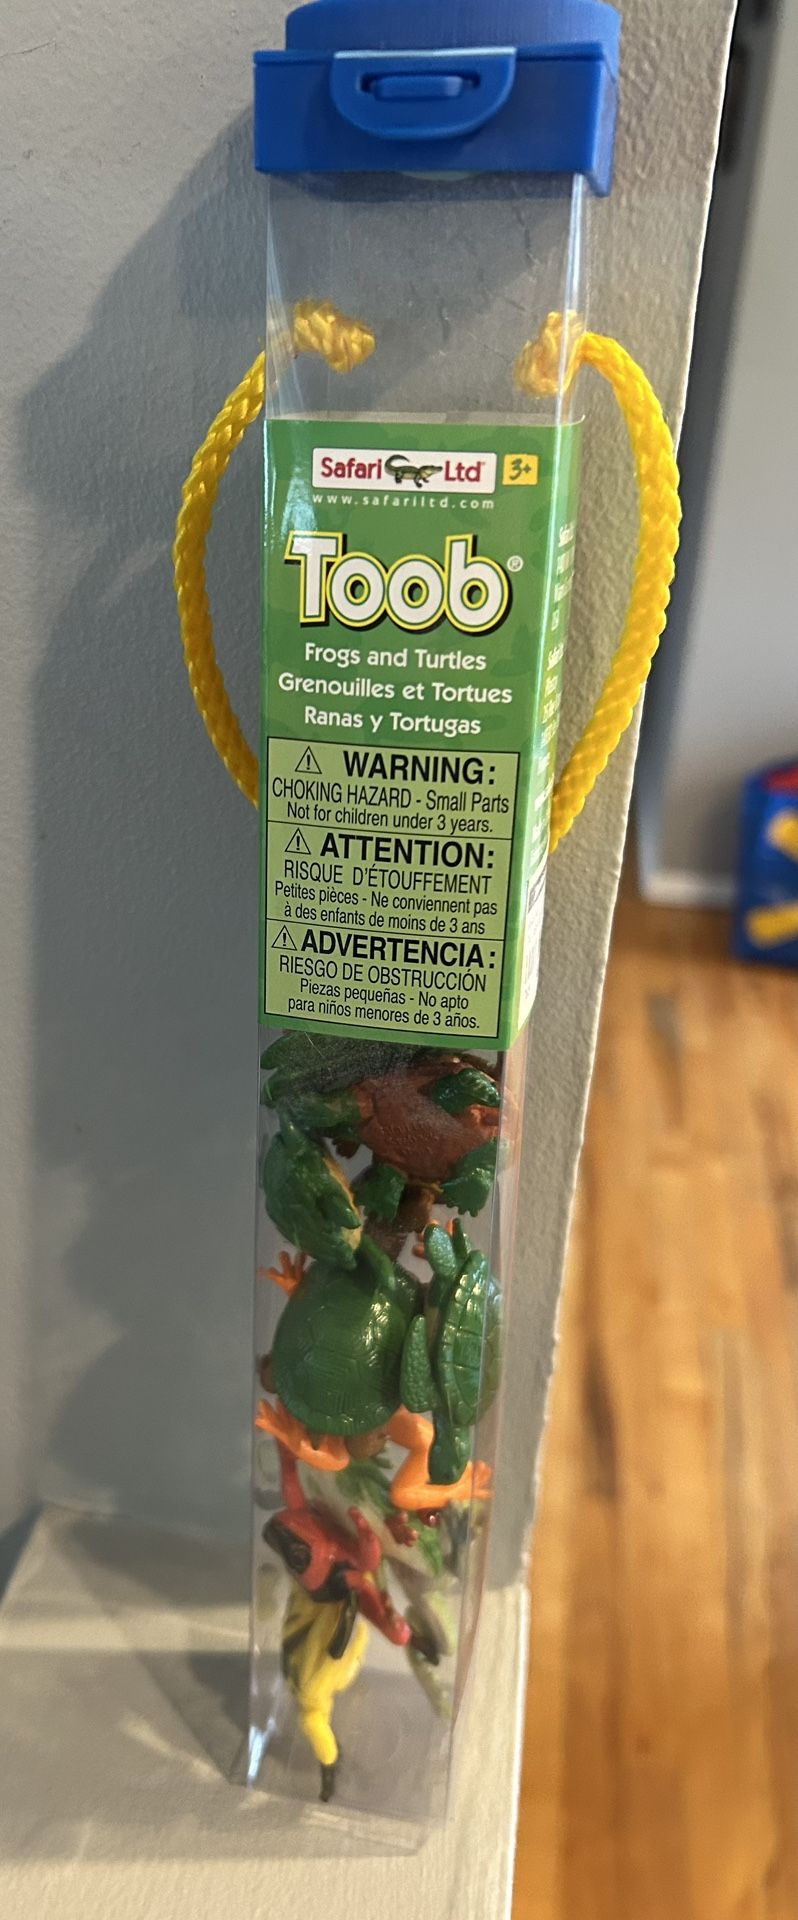 Safari Ltd® 3+
www.safariltd.com
Toob®
Frogs and Turtles
Grenouilles et Tortues
Ranas y Tortugas
WARNING:
CHOKING HAZARD - Small Parts
Not for children under 3 years.
ATTENTION:
RISQUE D'ÉTOUFFEMENT
Petites pièces - Ne conviennent pas
à des enfants de moins de 3 ans
ADVERTENCIA:
RIESGO DE OBSTRUCCIÓN
Piezas pequeñas - No apto
para niños menores de 3 años.